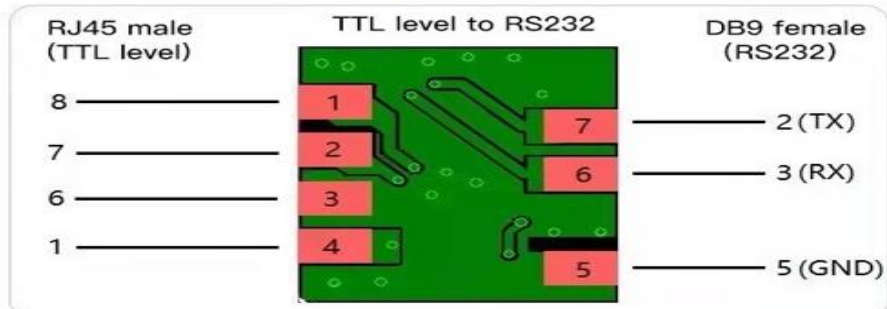 RJ45 male
(TTL level)
TTL level to RS232
DB9 female
(RS232)
8
1
7
2
6
3
1
4
7
2 (TX)
6
3 (RX)
5
5 (GND)